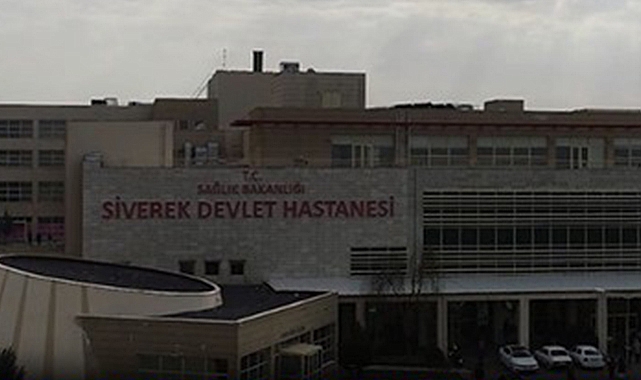 T.C.
SAĞLIK BAKANLIĞI
SİVEREK DEVLET HASTANESİ